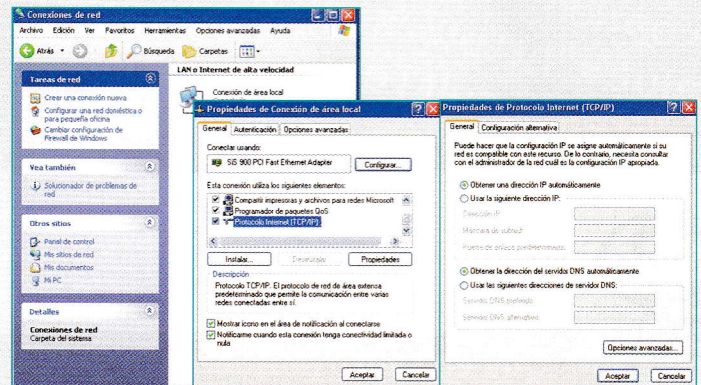 Conexiones de red
Archivo Edición Ver Favoritos Herramientas Opciones avanzadas Ayuda
Atrás Búsqueda Carpetas
Tareas de red
Crear una conexión nueva
Configurar una red doméstica o
para pequeña oficina
Cambiar configuración de
Firewall de Windows
Vea también
Solucionador de problemas de
red
Otros sitios
Panel de control
Mis sitios de red
Mis documentos
Mi PC
Detalles
Conexiones de red
Carpeta del sistema
LAN o Internet de alta velocidad
Conexión de área local
Propiedades de Conexión de área local
General Autenticación Opciones avanzadas
Conectar usando:
SiS 900 PCI Fast Ethernet Adapter Configurar...
Esta conexión utiliza los siguientes elementos:
Compartir impresoras y archivos para redes Microsoft
Programador de paquetes QoS
Protocolo Internet (TCP/IP)
Instalar... Desinstalar Propiedades
Descripción
Protocolo TCP/IP. El protocolo de red de área extensa
predeterminado que permite la comunicación entre varias
redes conectadas entre sí.
Mostrar icono en el área de notificación al conectarse
Notificarme cuando esta conexión tenga conectividad limitada o
nula
Aceptar Cancelar
Propiedades de Protocolo Internet (TCP/IP)
General Configuración alternativa
Puede hacer que la configuración IP se asigne automáticamente si su
red es compatible con este recurso. De lo contrario, necesita consultar
con el administrador de la red cuál es la configuración IP apropiada.
Obtener una dirección IP automáticamente
Usar la siguiente dirección IP:
Dirección IP:
Máscara de subred:
Puerta de enlace predeterminada:
Obtener la dirección del servidor DNS automáticamente
Usar las siguientes direcciones de servidor DNS:
Servidor DNS preferido:
Servidor DNS alternativo:
Opciones avanzadas...
Aceptar Cancelar